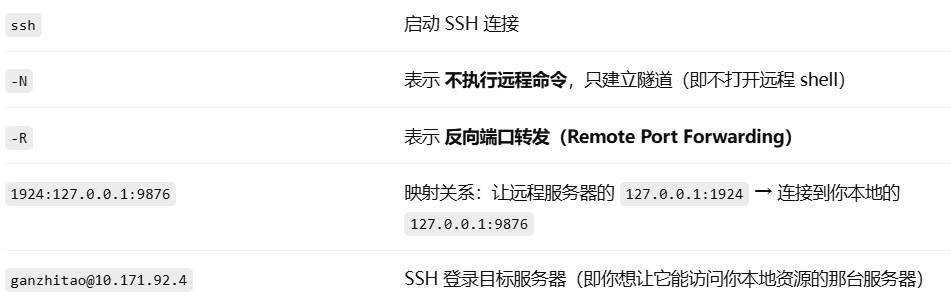 ssh 启动 SSH 连接
-N 表示 不执行远程命令，只建立隧道（即不打开远程 shell）
-R 表示 反向端口转发（Remote Port Forwarding）
1924:127.0.0.1:9876 映射关系：让远程服务器的 127.0.0.1:1924 → 连接到你本地的
127.0.0.1:9876
ganzhitao@10.171.92.4 SSH 登录目标服务器（即你想让它能访问你本地资源的那台服务器）